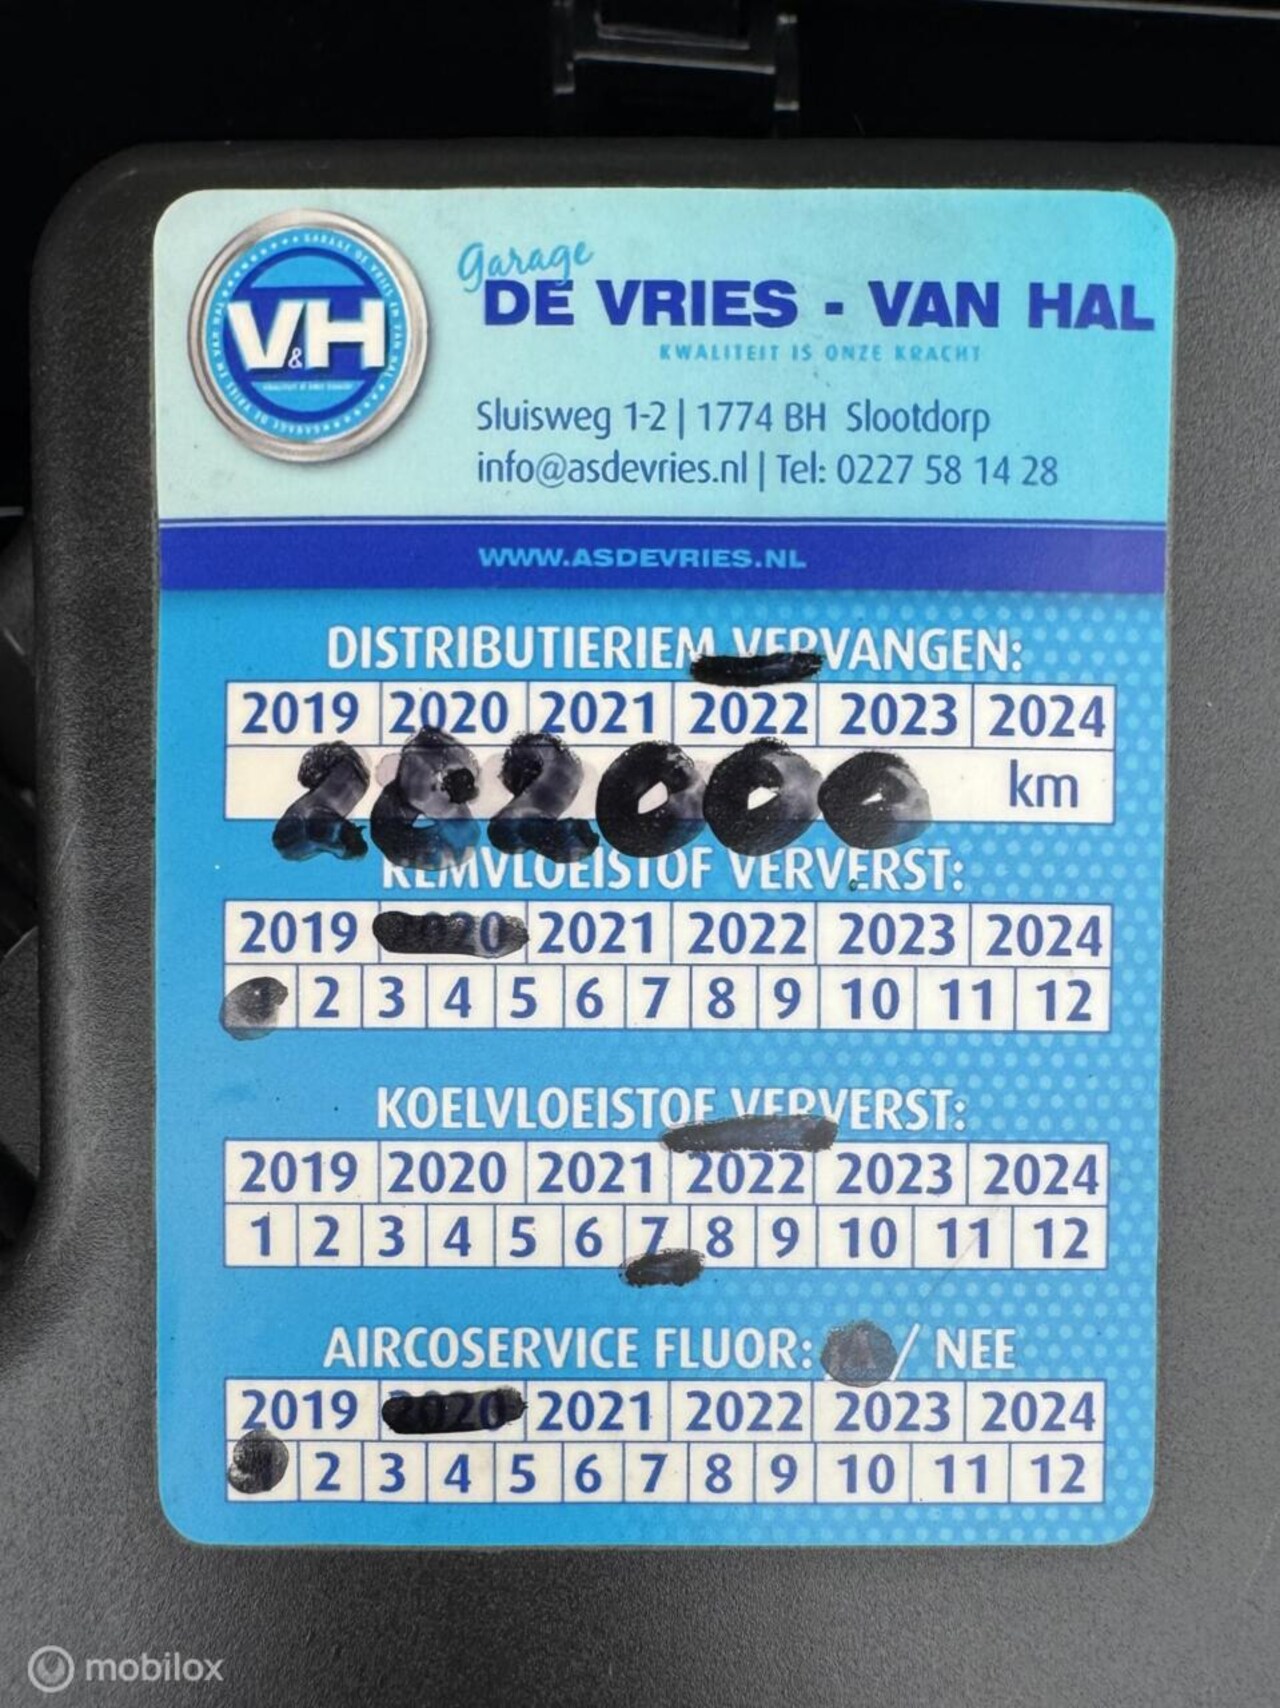 Garage
DE VRIES - VAN HAL
KWALITEIT IS ONZE KRACHT
V&H
Sluisweg 1-2 | 1774 BH Slootdorp
info@asdevries.nl | Tel: 0227 58 14 28
WWW.ASDEVRIES.NL
DISTRIBUTIERIEM VERVANGEN:
2019 2020 2021 2022 2023 2024
km
REMVLOEISTOF VERVERST:
2019 2020 2021 2022 2023 2024
2 3 4 5 6 7 8 9 10 11 12
KOELVLOEISTOF VERVERST:
2019 2020 2021 2022 2023 2024
1 2 3 4 5 6 7 8 9 10 11 12
AIRCOSERVICE FLUOR: / NEE
2019 2020 2021 2022 2023 2024
2 3 4 5 6 7 8 9 10 11 12
mobilox